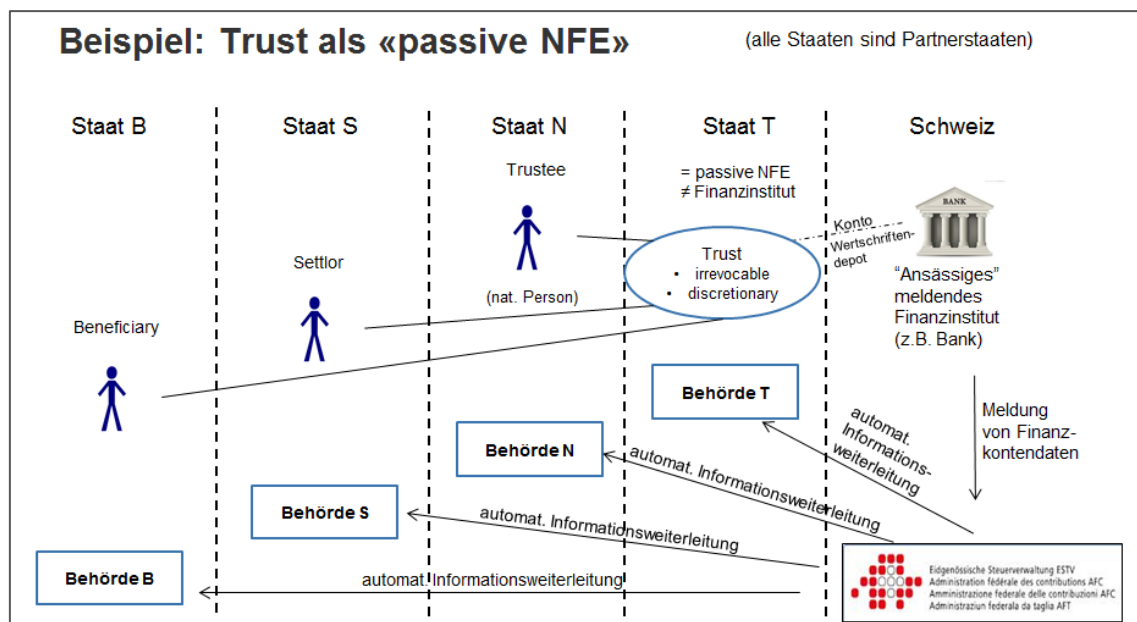 Beispiel: Trust als «passive NFE»
(alle Staaten sind Partnerstaaten)
Staat B
Staat S
Staat N
Staat T
Schweiz
Trustee
= passive NFE
≠ Finanzinstitut
BANK
Konto
Wertschriften-
depot
Trust
• irrevocable
• discretionary
Settlor
(nat. Person)
"Ansässiges"
meldendes
Finanzinstitut
(z.B. Bank)
Beneficiary
Behörde T
Meldung
von Finanz-
kontendaten
automat.
Informations-
weiterleitung
Behörde N
automat. Informationsweiterleitung
Behörde S
automat. Informationsweiterleitung
Behörde B
automat. Informationsweiterleitung
Eidgenössische Steuerverwaltung ESTV
Administration fédérale des contributions AFC
Amministrazione federale delle contribuzioni AFC
Administraziun federala da taglia AFT